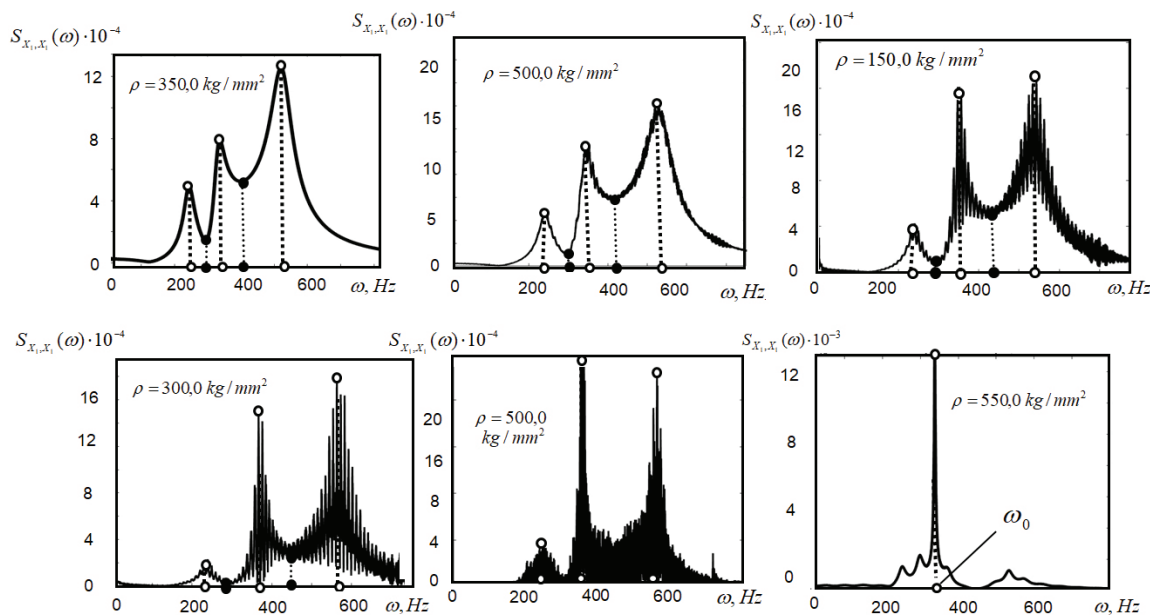 S_{X_1,X_1}(ω)·10^{-4}
ρ = 350,0 kg/mm²
12
8
4
0
0 200 400 600
ω, Hz
S_{X_1,X_1}(ω)·10^{-4}
ρ = 500,0 kg/mm²
20
15
10
5
0
0 200 400 600
ω, Hz.
S_{X_1,X_1}(ω)·10^{-4}
ρ = 150,0 kg/mm²
20
16
12
8
4
0
0 200 400 600
ω, Hz
S_{X_1,X_1}(ω)·10^{-4}
ρ = 300,0 kg/mm²
16
12
8
4
0
0 200 400 600
ω, Hz
S_{X_1,X_1}(ω)·10^{-4}
ρ = 500,0
kg/mm²
20
16
8
4
0
0 200 400 600
ω, Hz
S_{X_1,X_1}(ω)·10^{-3}
ρ = 550,0 kg/mm²
12
8
4
0
ω_0
0 200 400 600
ω, Hz